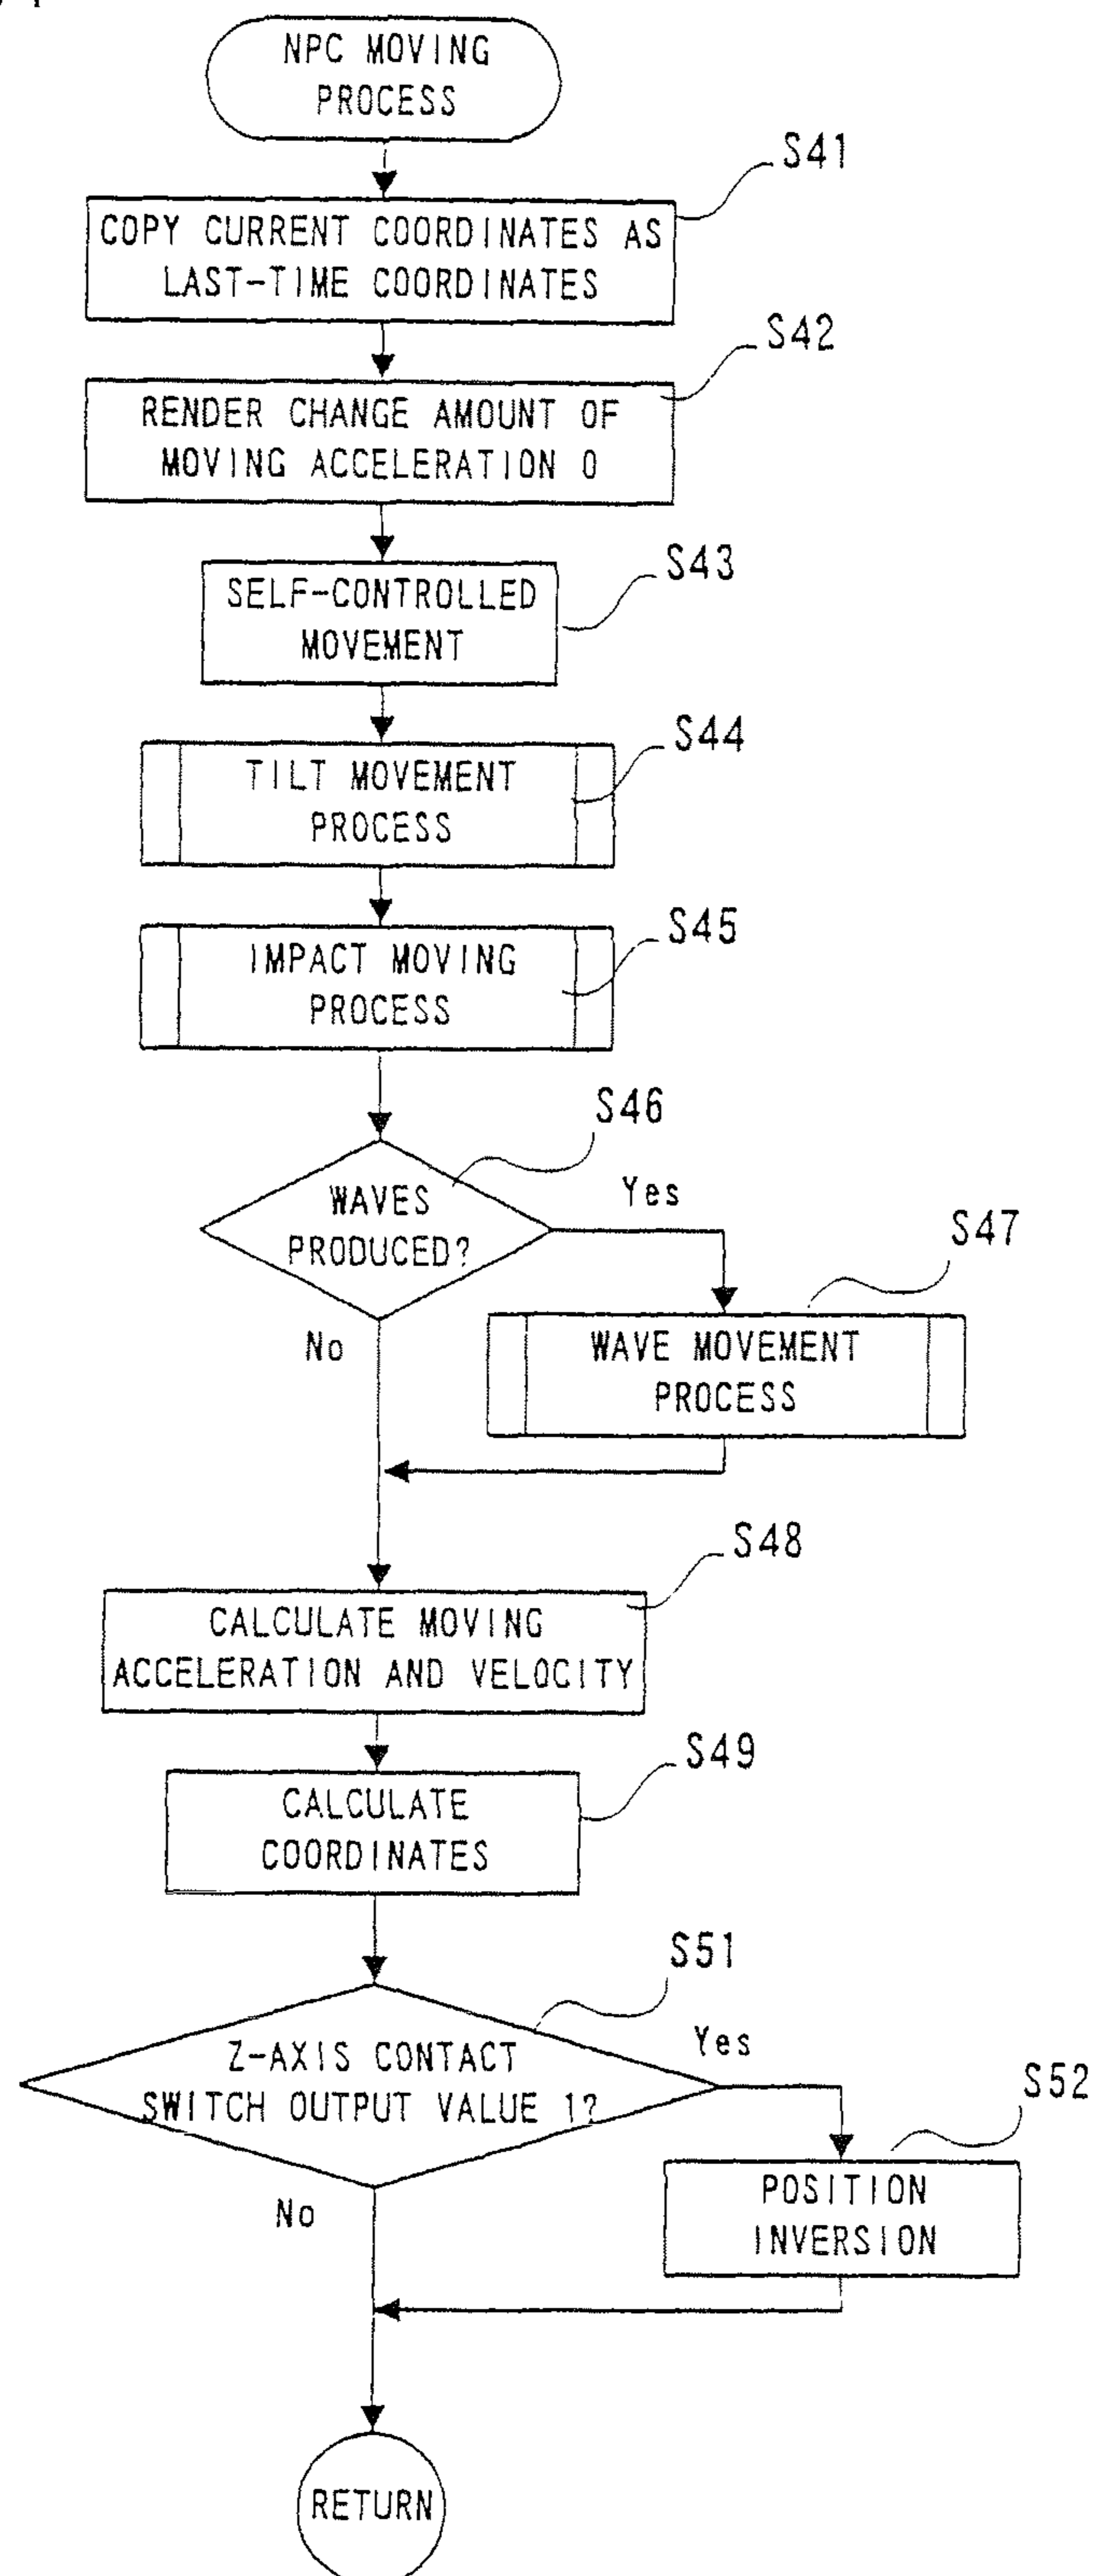 NPC MOVING
PROCESS
S41
COPY CURRENT COORDINATES AS
LAST-TIME COORDINATES
S42
RENDER CHANGE AMOUNT OF
MOVING ACCELERATION 0
S43
SELF-CONTROLLED
MOVEMENT
S44
TILT MOVEMENT
PROCESS
S45
IMPACT MOVING
PROCESS
S46
WAVES
PRODUCED?
Yes
S47
No
WAVE MOVEMENT
PROCESS
S48
CALCULATE MOVING
ACCELERATION AND VELOCITY
S49
CALCULATE
COORDINATES
S51
Z-AXIS CONTACT
SWITCH OUTPUT VALUE 1?
Yes
S52
No
POSITION
INVERSION
RETURN